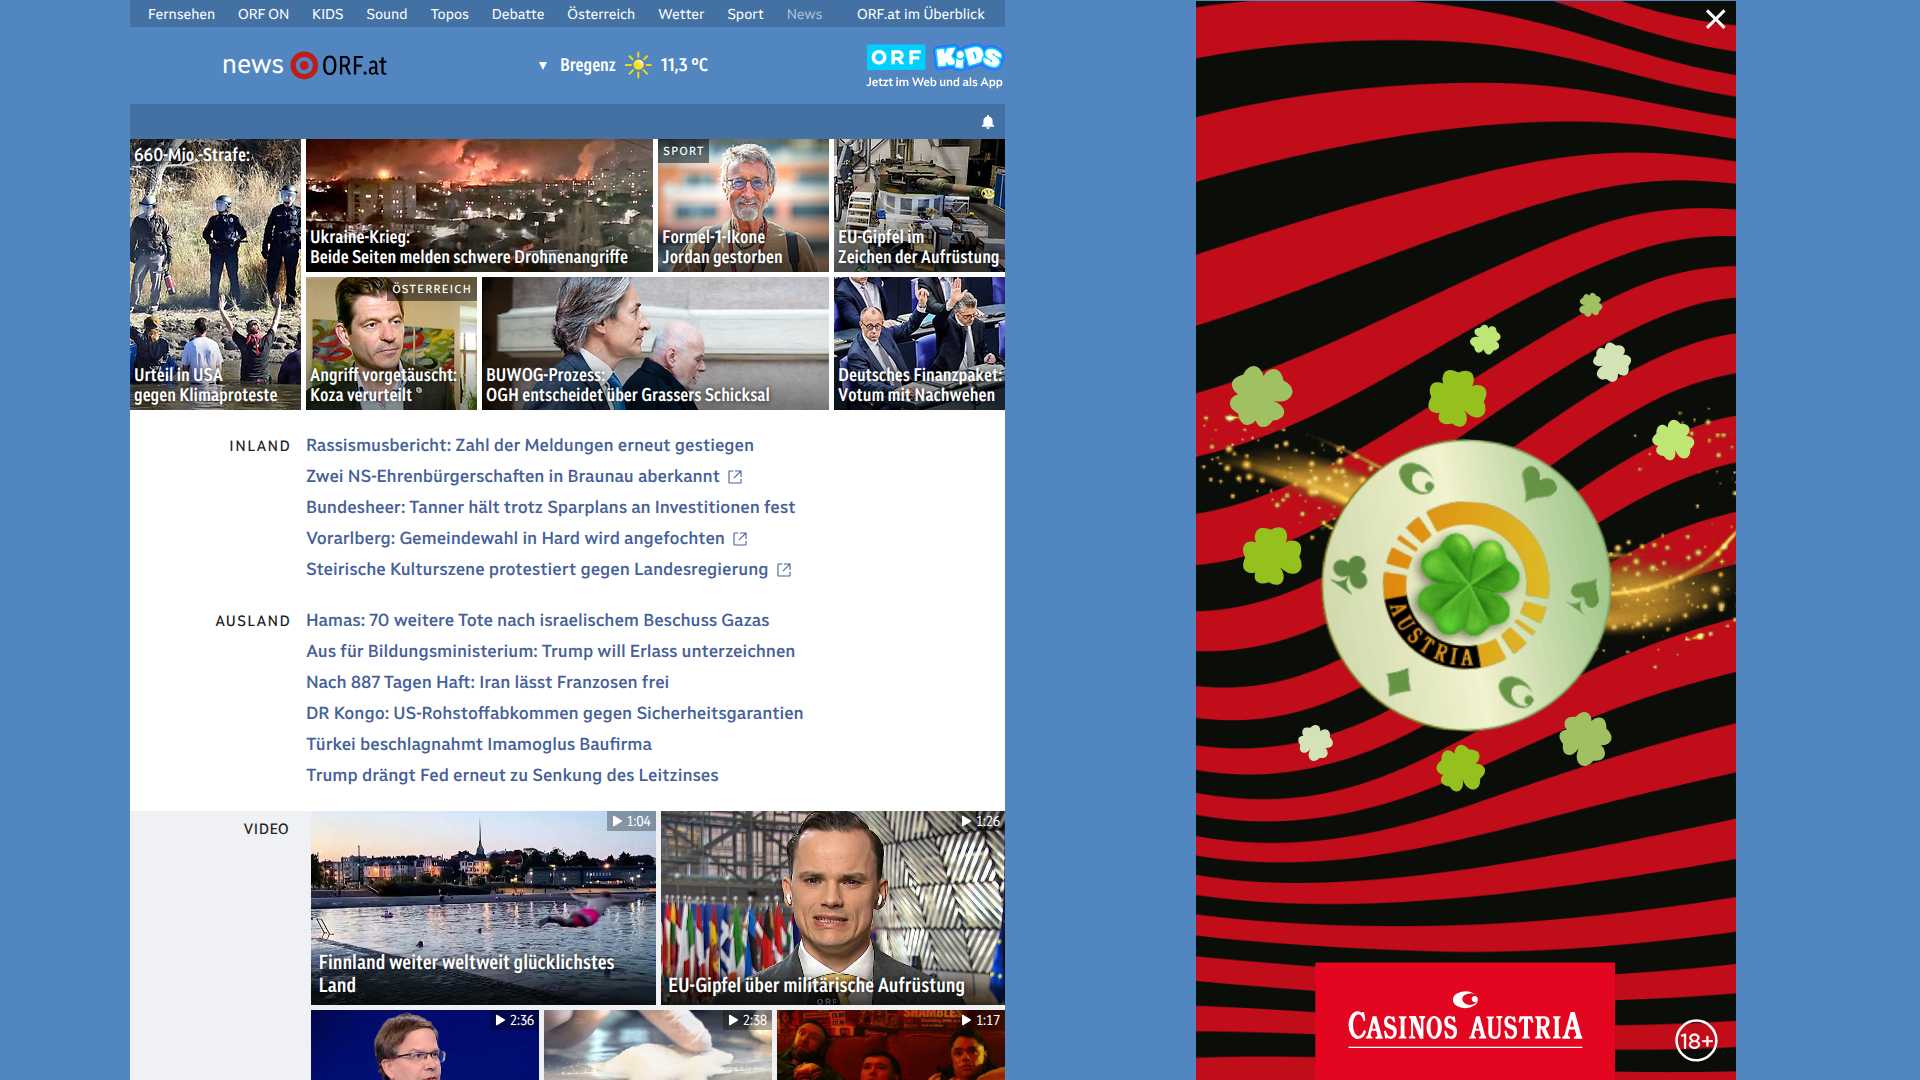 Fernsehen ORF ON KIDS Sound Topos Debatte Österreich Wetter Sport News ORF.at im Überblick
news ORF.at
▼ Bregenz 11,3 °C
ORF KiDS
Jetzt im Web und als App
660-Mio.-Strafe:
Urteil in USA
gegen Klimaproteste
Ukraine-Krieg:
Beide Seiten melden schwere Drohnenangriffe
SPORT
Formel-1-Ikone
Jordan gestorben
EU-Gipfel im
Zeichen der Aufrüstung
ÖSTERREICH
Angriff vorgetäuscht:
Koza verurteilt
BUWOG-Prozess:
OGH entscheidet über Grassers Schicksal
Deutsches Finanzpaket:
Votum mit Nachwehen
INLAND
Rassismusbericht: Zahl der Meldungen erneut gestiegen
Zwei NS-Ehrenbürgerschaften in Braunau aberkannt
Bundesheer: Tanner hält trotz Sparplans an Investitionen fest
Vorarlberg: Gemeindewahl in Hard wird angefochten
Steirische Kulturszene protestiert gegen Landesregierung
AUSLAND
Hamas: 70 weitere Tote nach israelischem Beschuss Gazas
Aus für Bildungsministerium: Trump will Erlass unterzeichnen
Nach 887 Tagen Haft: Iran lässt Franzosen frei
DR Kongo: US-Rohstoffabkommen gegen Sicherheitsgarantien
Türkei beschlagnahmt Imamoglus Baufirma
Trump drängt Fed erneut zu Senkung des Leitzinses
VIDEO
1:04
Finnland weiter weltweit glücklichstes
Land
1:26
ORF
EU-Gipfel über militärische Aufrüstung
2:36
2:38
SHAMBLES
1:17
AUSTRIA
CASINOS AUSTRIA
18+